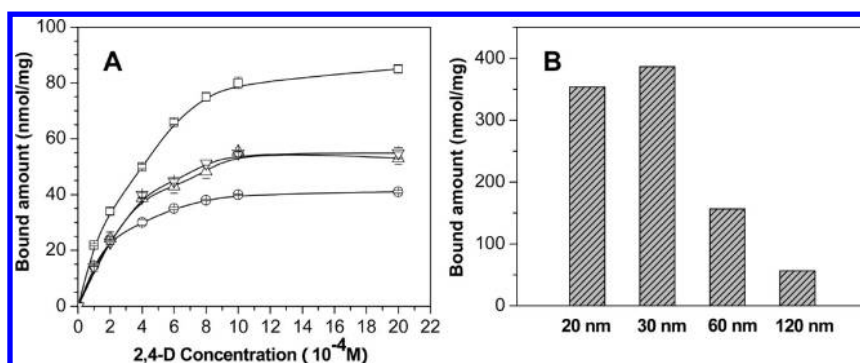 A
Bound amount (nmol/mg)
100
80
60
40
20
0
0 2 4 6 8 10 12 14 16 18 20 22
2,4-D Concentration ( 10⁻⁴M)
B
Bound amount (nmol/mg)
400
300
200
100
0
20 nm 30 nm 60 nm 120 nm